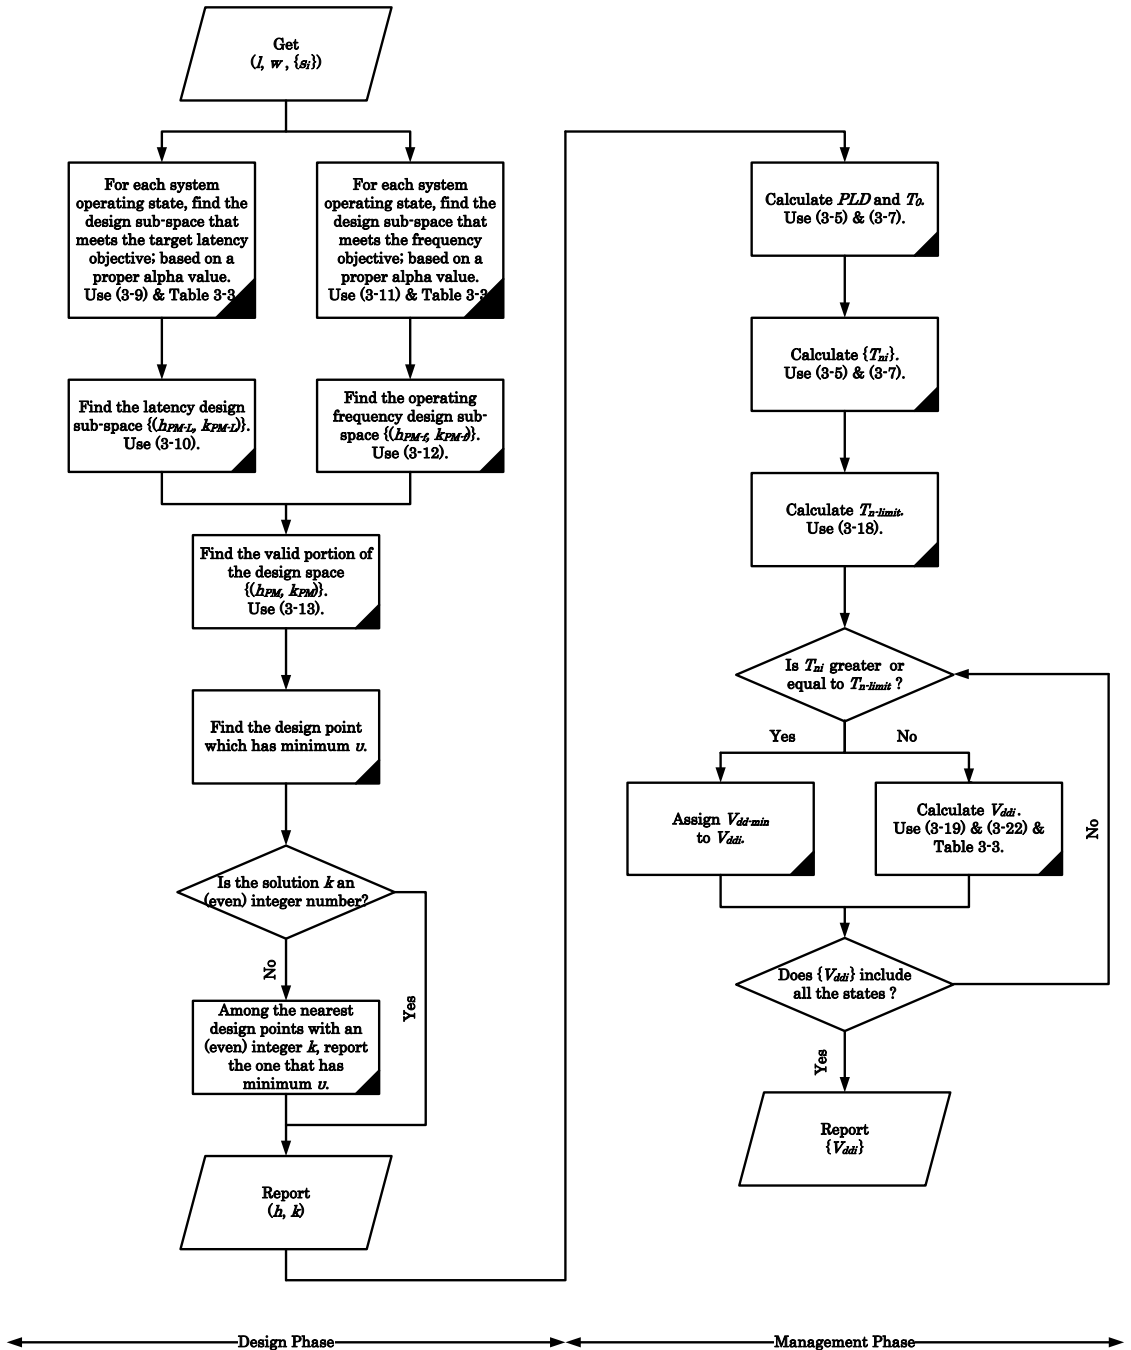 Get
(l, w , {si})
For each system
operating state, find the
design sub-space that
meets the target latency
objective; based on a
proper alpha value.
Use (3-9) & Table 3-3.
For each system
operating state, find the
design sub-space that
meets the frequency
objective; based on a
proper alpha value.
Use (3-11) & Table 3-3.
Find the latency design
sub-space {(hPM-L, kPM-L)}.
Use (3-10).
Find the operating
frequency design sub-
space {(hPM-f, kPM-f)}.
Use (3-12).
Find the valid portion of
the design space
{(hPM, kPM)}.
Use (3-13).
Find the design point
which has minimum υ.
Is the solution k an
(even) integer number?
No
Yes
Among the nearest
design points with an
(even) integer k, report
the one that has
minimum υ.
Report
(h, k)
Design Phase
Calculate PLD and T0.
Use (3-5) & (3-7).
Calculate {Tni}.
Use (3-5) & (3-7).
Calculate Tn-limit.
Use (3-18).
Is Tni greater or
equal to Tn-limit ?
Yes
No
Assign Vdd-min
to Vddi.
Calculate Vddi.
Use (3-19) & (3-22) &
Table 3-3.
No
Does {Vddi} include
all the states ?
Yes
Report
{Vddi}
Management Phase